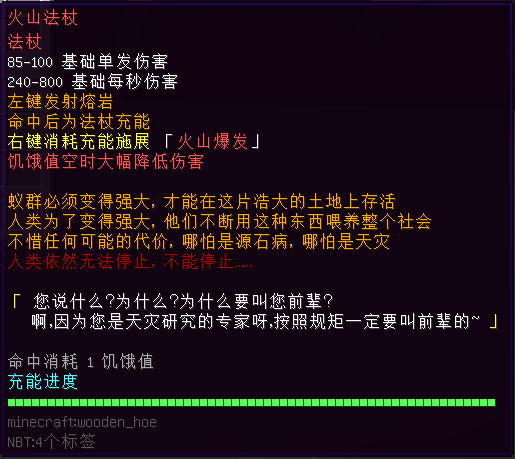 火山法杖
法杖
85-100 基础单发伤害
240-800 基础每秒伤害
左键发射熔岩
命中后为法杖充能
右键消耗充能施展「火山爆发」
饥饿值空时大幅降低伤害
蚁群必须变得强大, 才能在这片浩大的土地上存活
人类为了变得强大, 他们不断用这种东西喂养整个社会
不惜任何可能的代价, 哪怕是源石病, 哪怕是天灾
人类依然无法停止, 不能停止……
「 您说什么?为什么?为什么要叫您前辈?
啊,因为您是天灾研究的专家呀,按照规矩一定要叫前辈的~ 」
命中消耗 1 饥饿值
充能进度
minecraft:wooden_hoe
NBT:4个标签